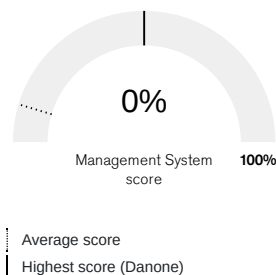 0%
Management System 100%
score
Average score
Highest score (Danone)